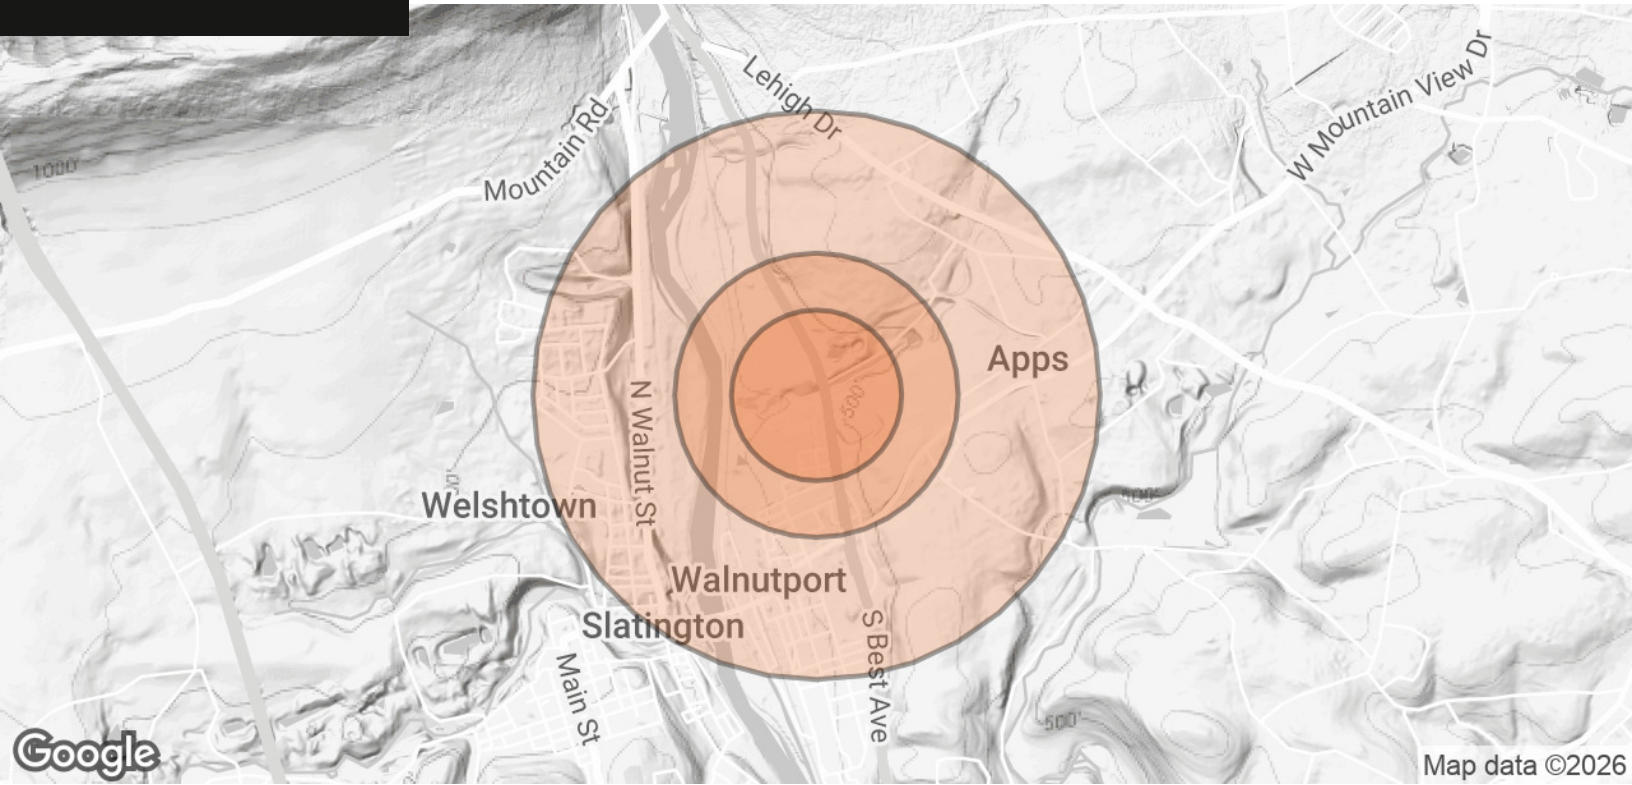 Lehigh Dr
W Mountain View Dr
Mountain Rd
1000'
Apps
500'
N Walnut St
Welshtown
500'
Walnutport
Slatington
S Best Ave
Main St
500'
Google
Map data ©2026